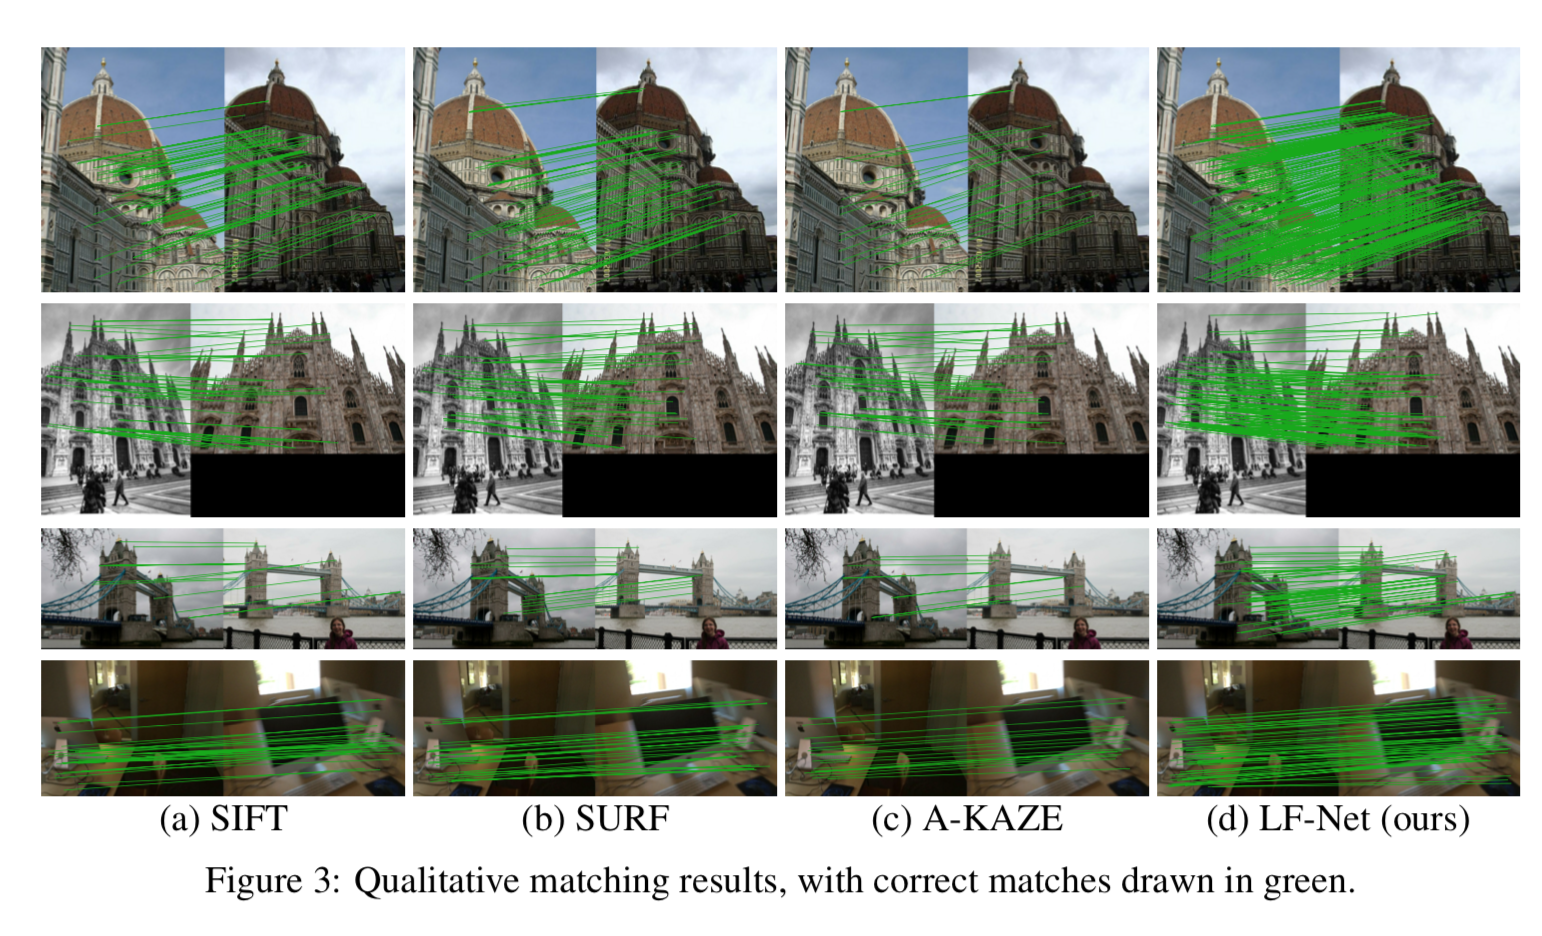 (a) SIFT
(b) SURF
(c) A-KAZE
(d) LF-Net (ours)
Figure 3: Qualitative matching results, with correct matches drawn in green.